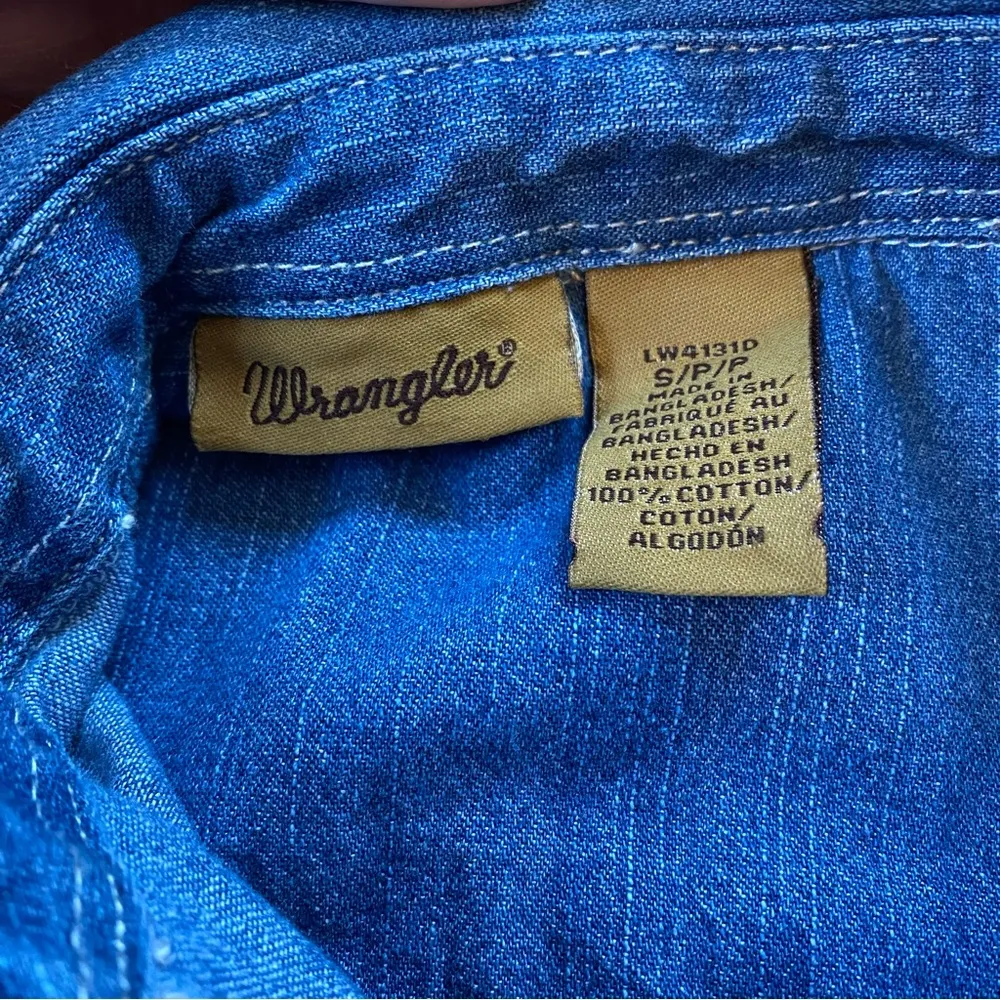 Wrangler®
LW4131D
S/P/P
MADE IN
BANGLADESH/
FABRIQUÉ AU
BANGLADESH/
HECHO EN
BANGLADESH
100% COTTON/
COTON/
ALGODÓN